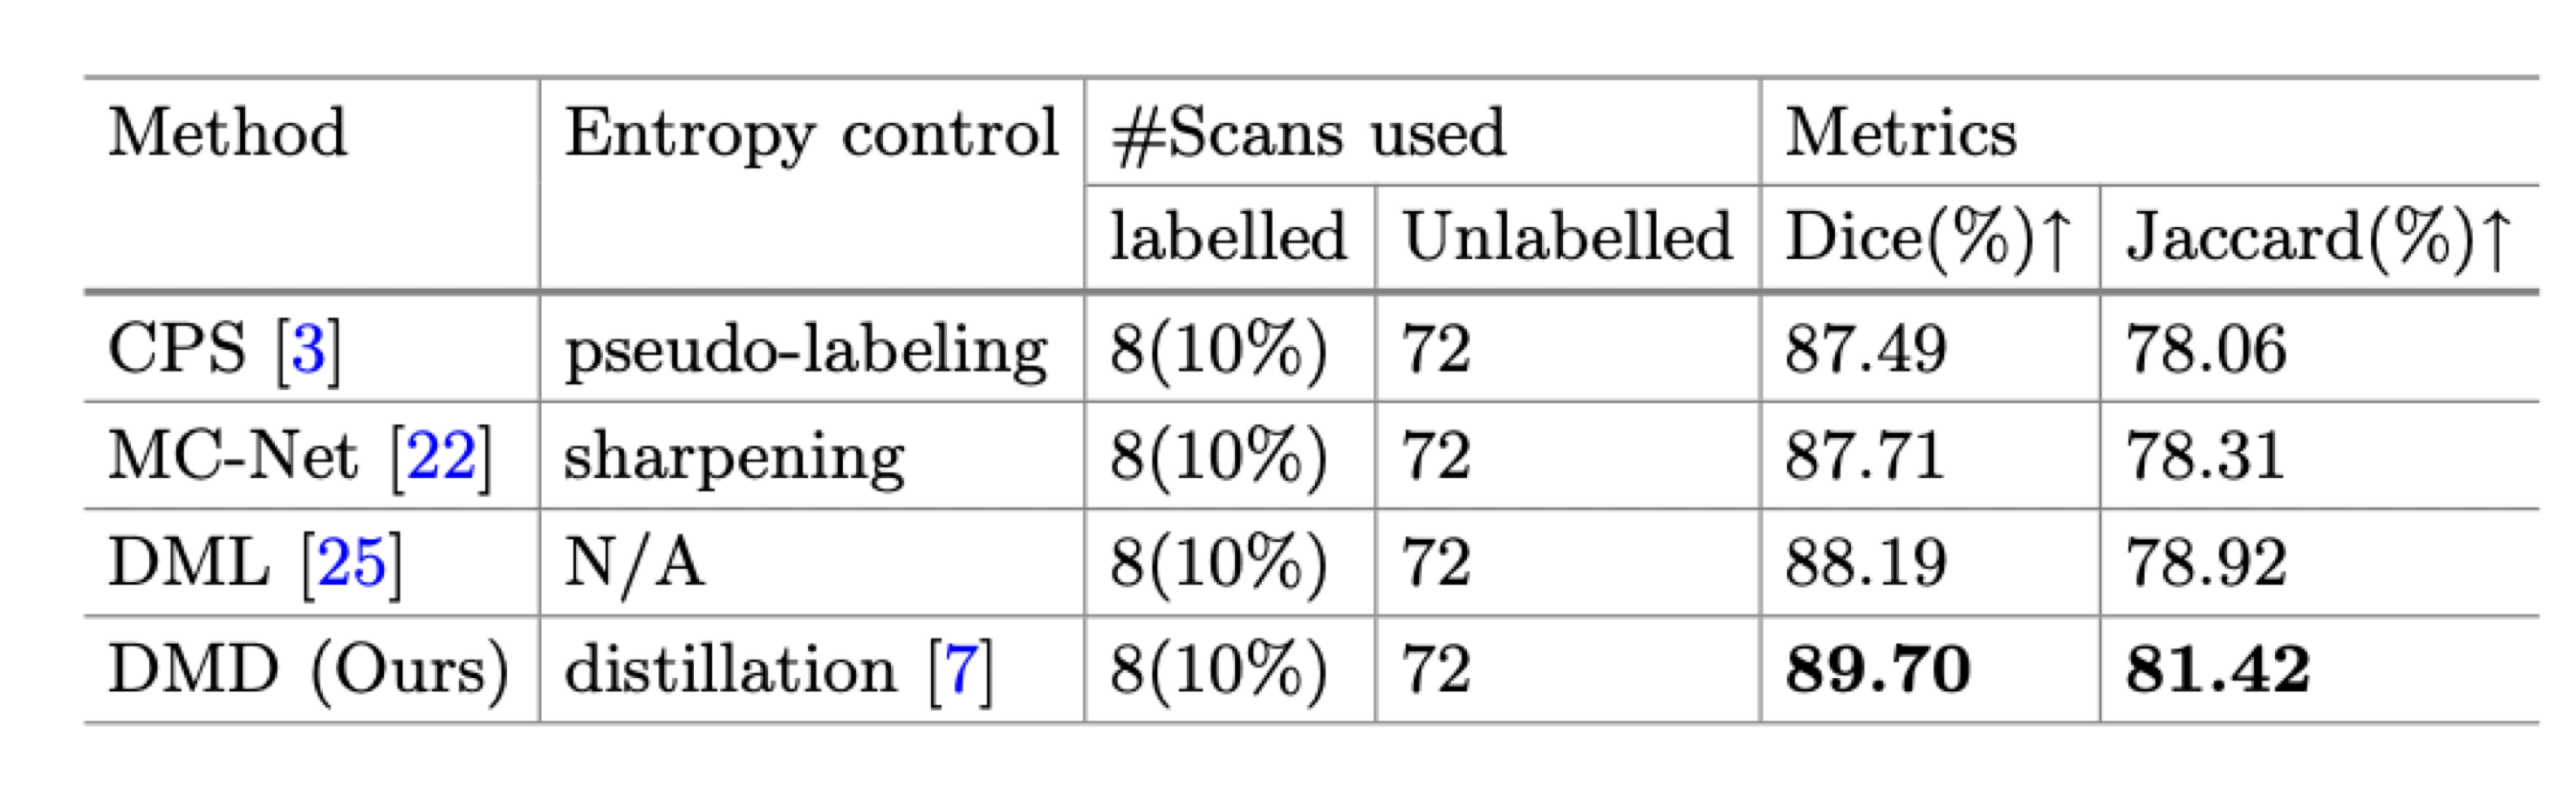 Method Entropy control #Scans used Metrics
labelled Unlabelled Dice(%)↑ Jaccard(%)↑
CPS [3] pseudo-labeling 8(10%) 72 87.49 78.06
MC-Net [22] sharpening 8(10%) 72 87.71 78.31
DML [25] N/A 8(10%) 72 88.19 78.92
DMD (Ours) distillation [7] 8(10%) 72 89.70 81.42